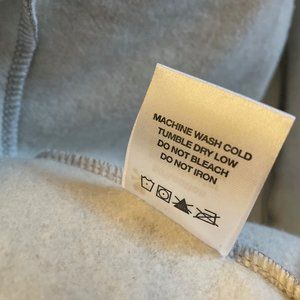 MACHINE WASH COLD
TUMBLE DRY LOW
DO NOT BLEACH
DO NOT IRON